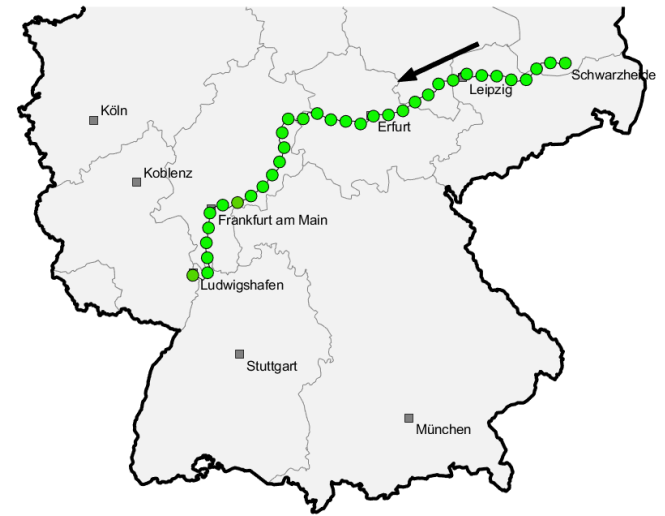 Schwarzheide
Leipzig
Köln
Erfurt
Koblenz
Frankfurt am Main
Ludwigshafen
Stuttgart
München